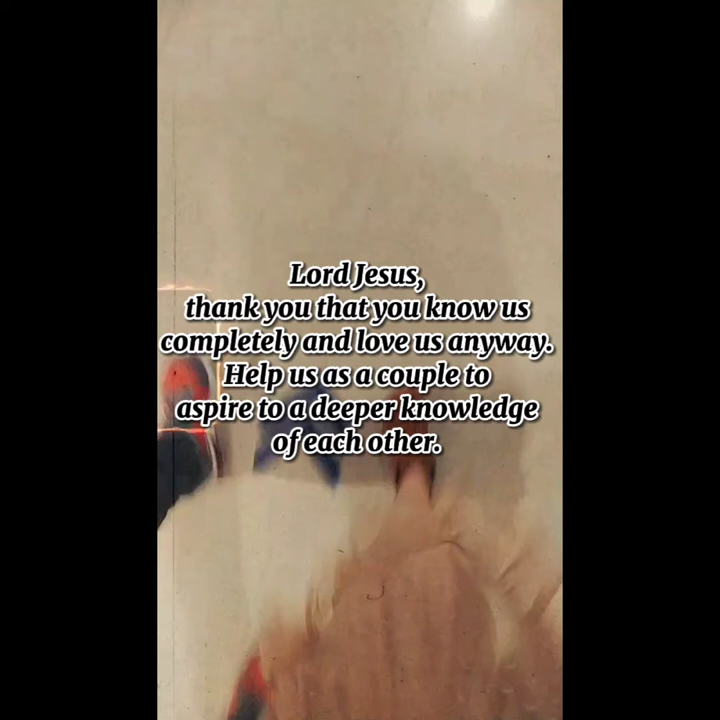 Lord Jesus,
thank you that you know us
completely and love us anyway.
Help us as a couple to
aspire to a deeper knowledge
of each other.